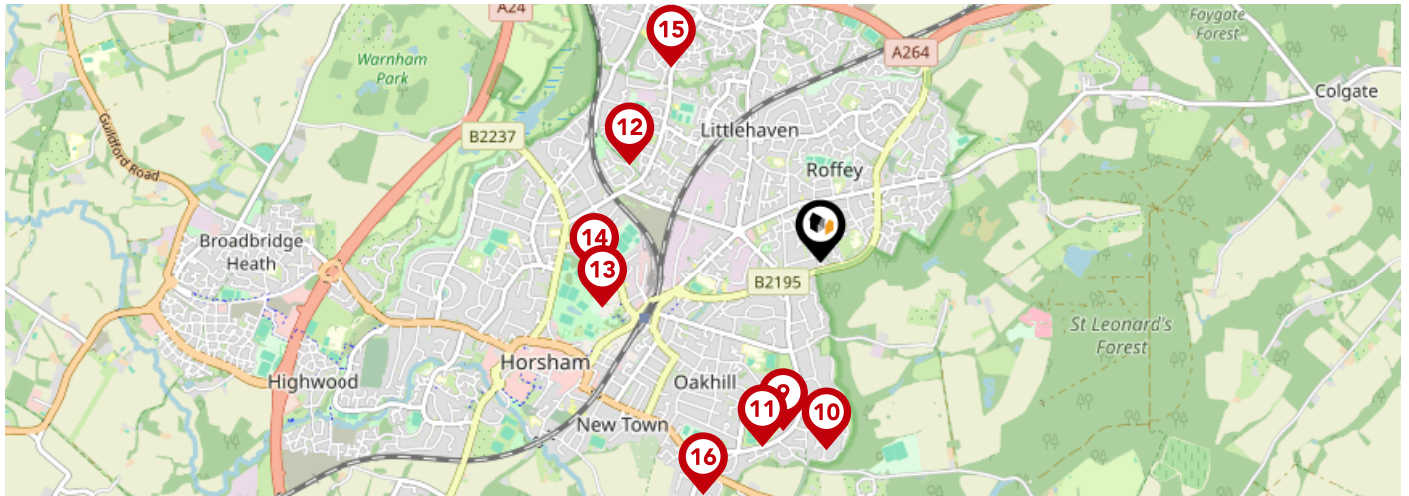 A24
15
Faygate
Forest
Warnham
Park
A264
Colgate
Guildford Road
B2237
12
Littlehaven
Roffey
Broadbridge
Heath
14
13
B2195
St Leonard's
Forest
Horsham
Highwood
Oakhill
9
11
10
New Town
16